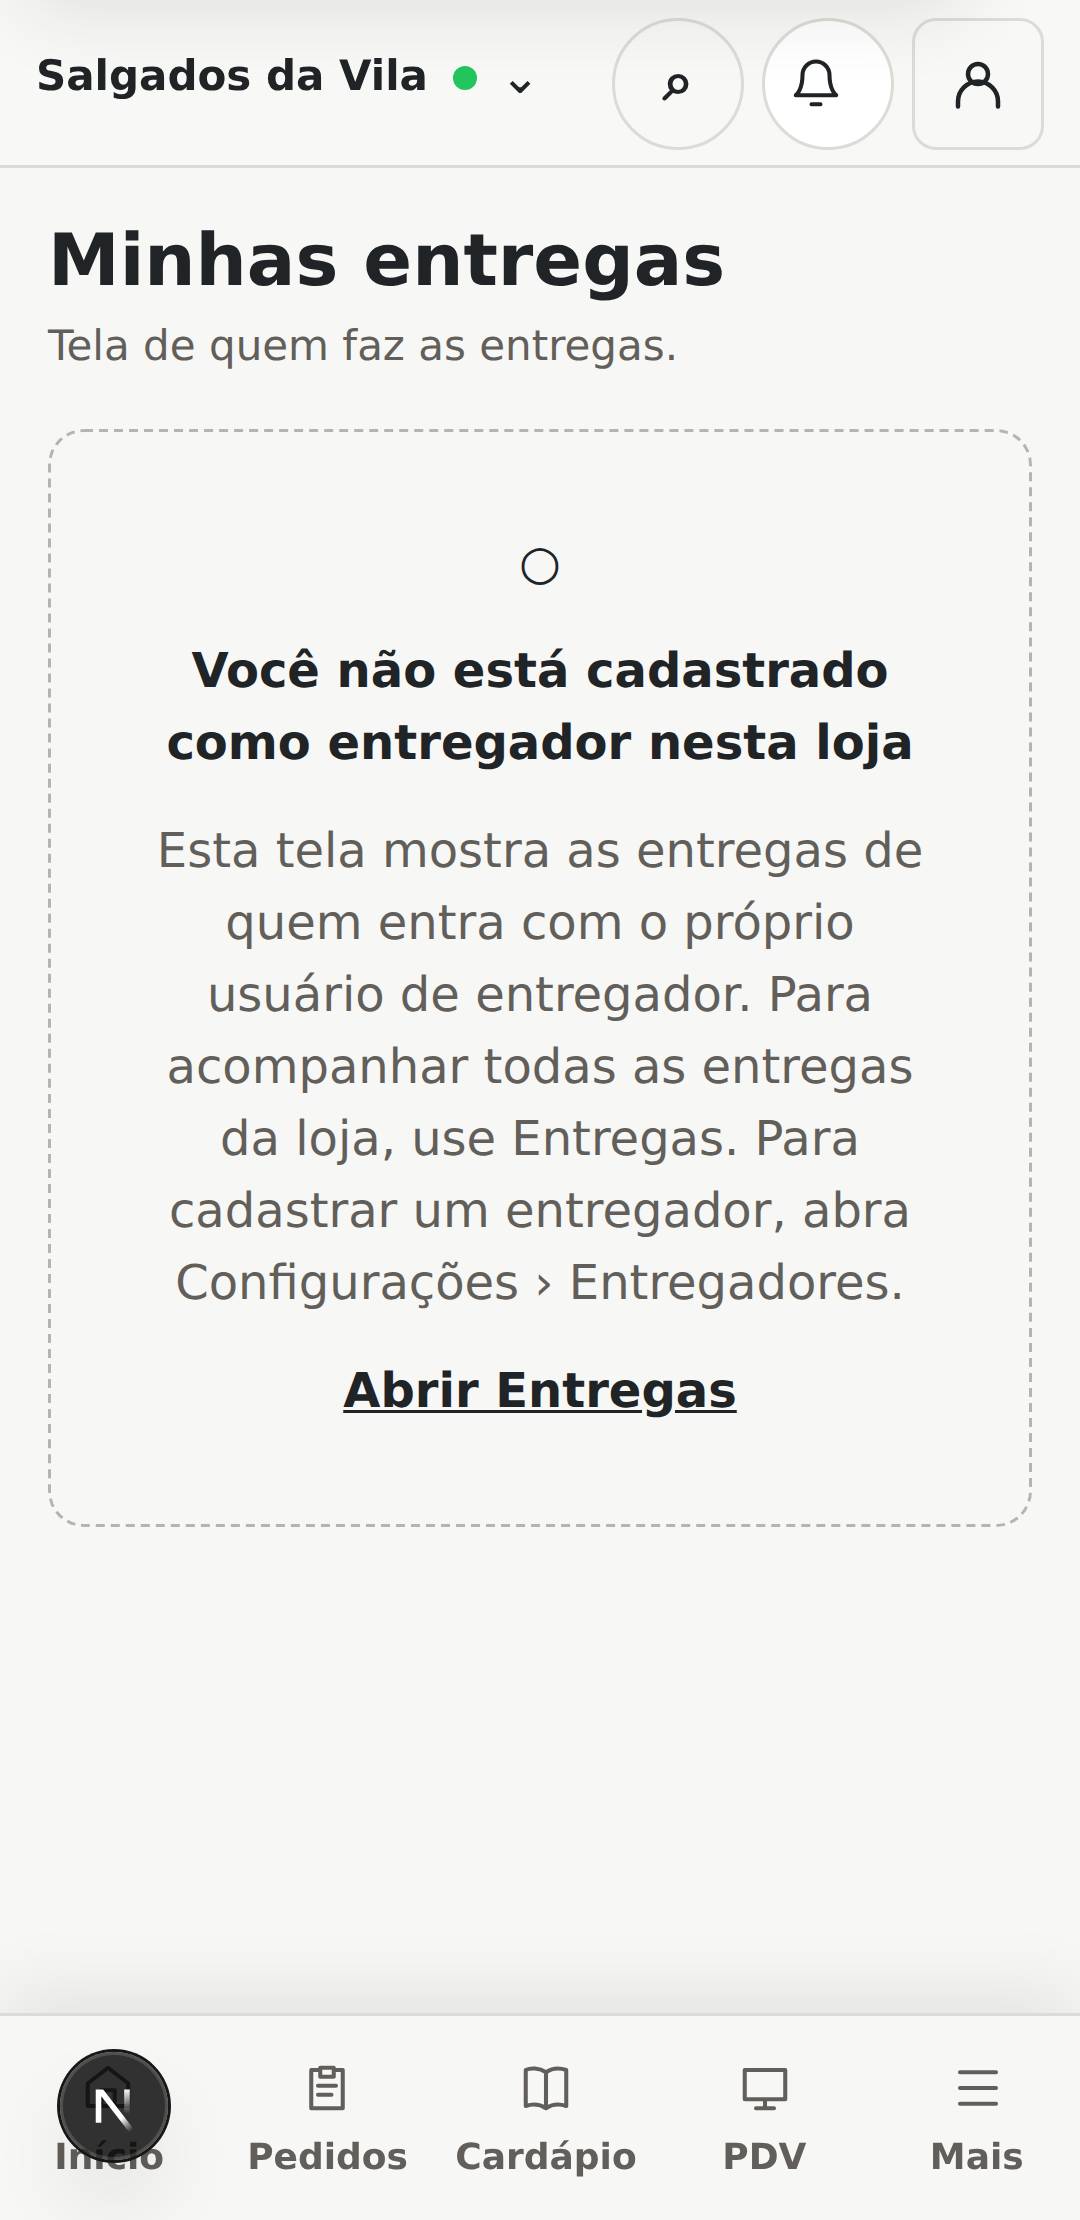 Salgados da Vila
Minhas entregas
Tela de quem faz as entregas.
Você não está cadastrado
como entregador nesta loja
Esta tela mostra as entregas de
quem entra com o próprio
usuário de entregador. Para
acompanhar todas as entregas
da loja, use Entregas. Para
cadastrar um entregador, abra
Configurações › Entregadores.
Abrir Entregas
N
Início
Pedidos
Cardápio
PDV
Mais